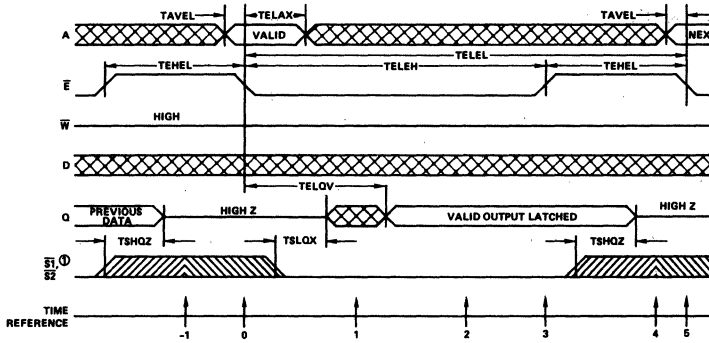 TAVEL TELAX TAVEL
A VALID NEX
TELEL
TEHEL TELEH TEHEL
E
W HIGH
D
TELQV
Q PREVIOUS DATA HIGH Z VALID OUTPUT LATCHED HIGH Z
TSHQZ TSLQX TSHQZ
S1, ①
S2
TIME
REFERENCE
-1 0 1 2 3 4 5